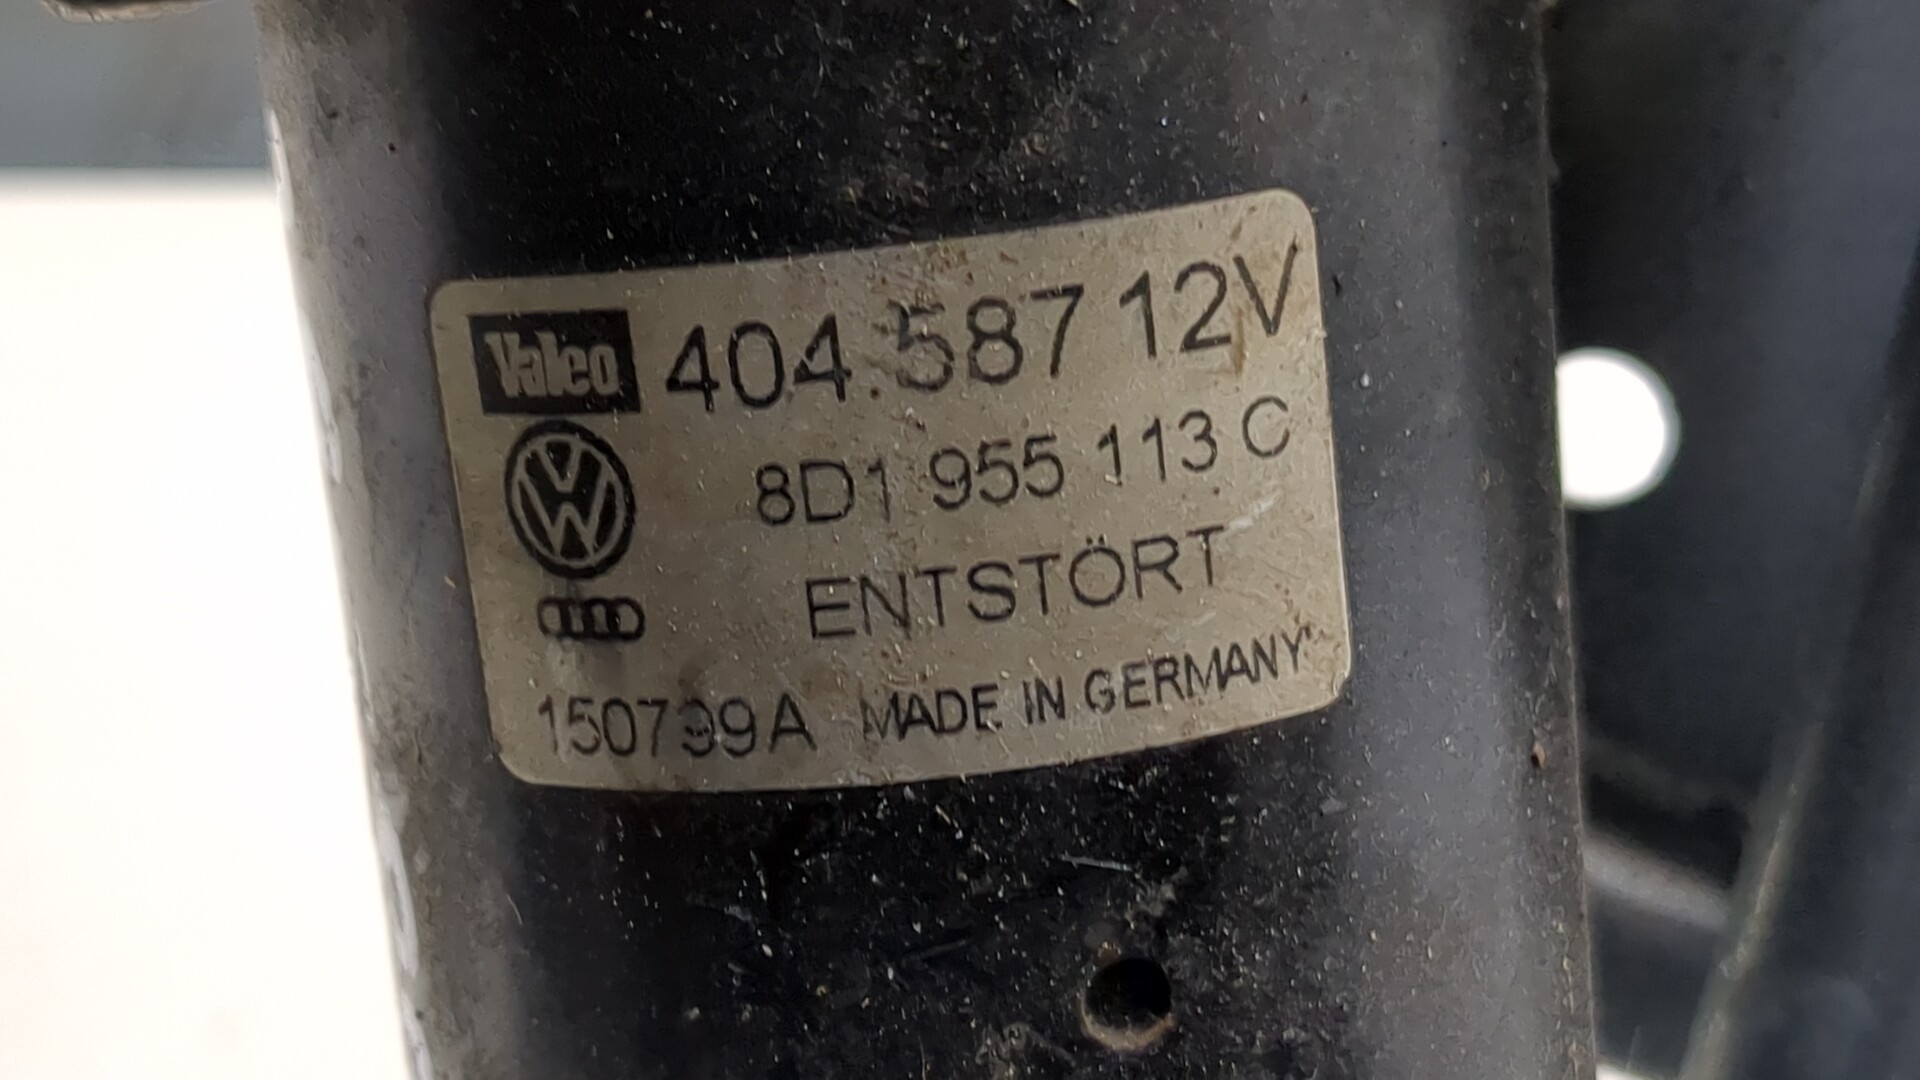 Valeo 404.587 12V
8D1 955 113 C
ENTSTÖRT
150799A MADE IN GERMANY